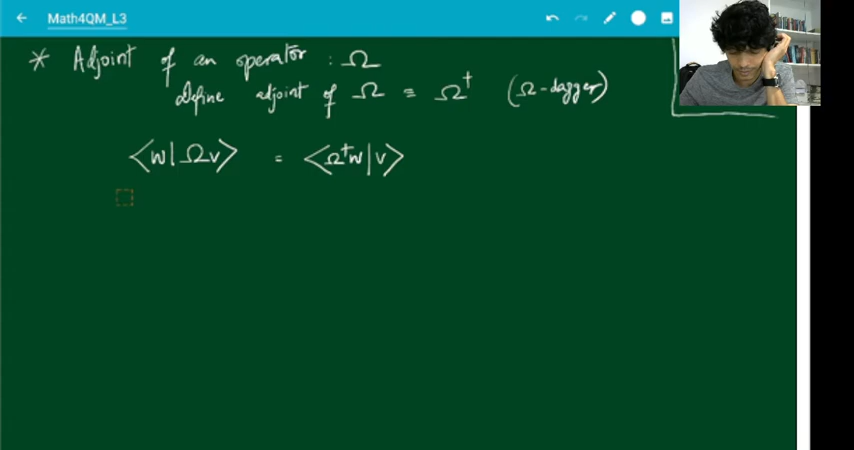 Math4QM_L3
* Adjoint of an operator : Ω
Define adjoint of Ω ≡ Ω† (Ω-dagger)
⟨w|Ωv⟩ = ⟨Ω†w|v⟩